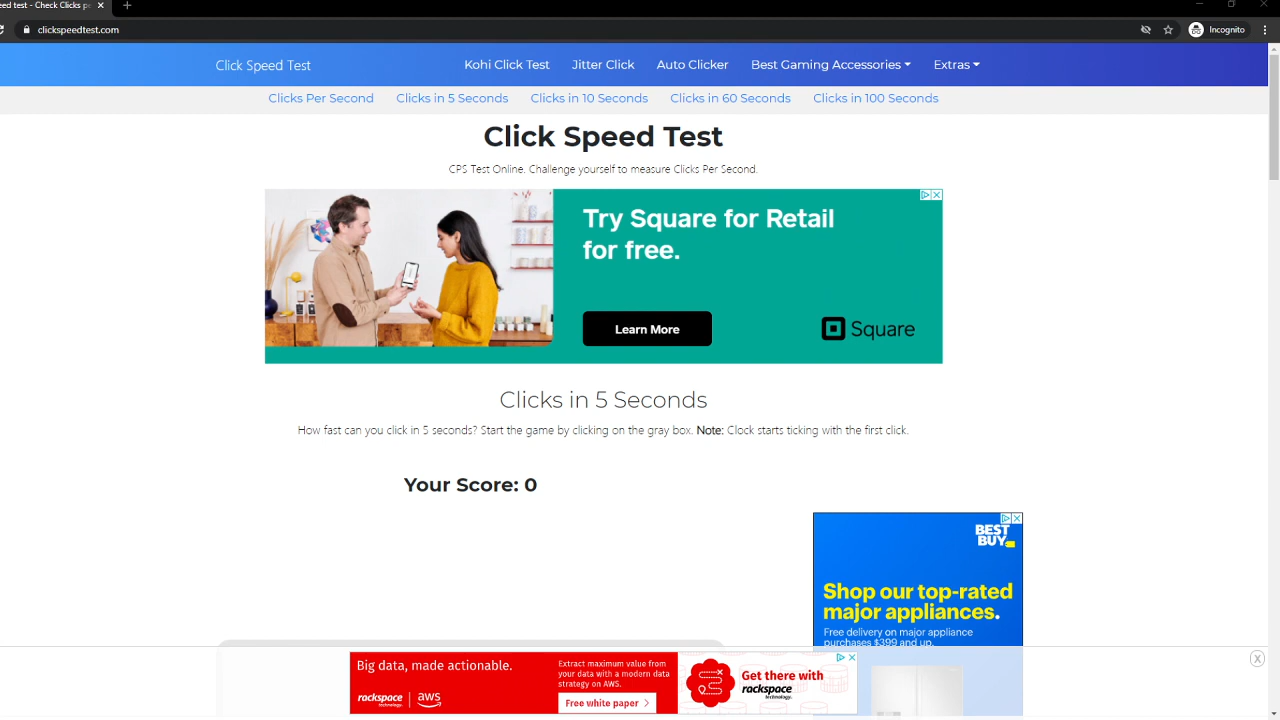 ed test - Check Clicks pe
clickspeedtest.com
Incognito
Click Speed Test
Kohi Click Test
Jitter Click
Auto Clicker
Best Gaming Accessories
Extras
Clicks Per Second
Clicks in 5 Seconds
Clicks in 10 Seconds
Clicks in 60 Seconds
Clicks in 100 Seconds
Click Speed Test
CPS Test Online. Challenge yourself to measure Clicks Per Second.
Try Square for Retail
for free.
Learn More
Square
Clicks in 5 Seconds
How fast can you click in 5 seconds? Start the game by clicking on the gray box. Note: Clock starts ticking with the first click.
Your Score: 0
BEST
BUY
Shop our top-rated
major appliances.
Free delivery on major appliance
purchases $399 and up.
Big data, made actionable.
rackspace
technology.
aws
Extract maximum value from
your data with a modern data
strategy on AWS.
Free white paper
Get there with
rackspace
technology.
X